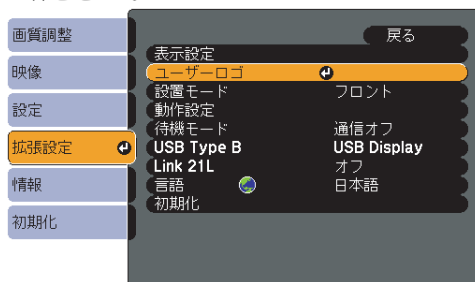 画質調整
映像
設定
拡張設定
情報
初期化
戻る
表示設定
ユーザーロゴ
設置モード フロント
動作設定
待機モード 通信オフ
USB Type B USB Display
Link 21L オフ
言語 日本語
初期化